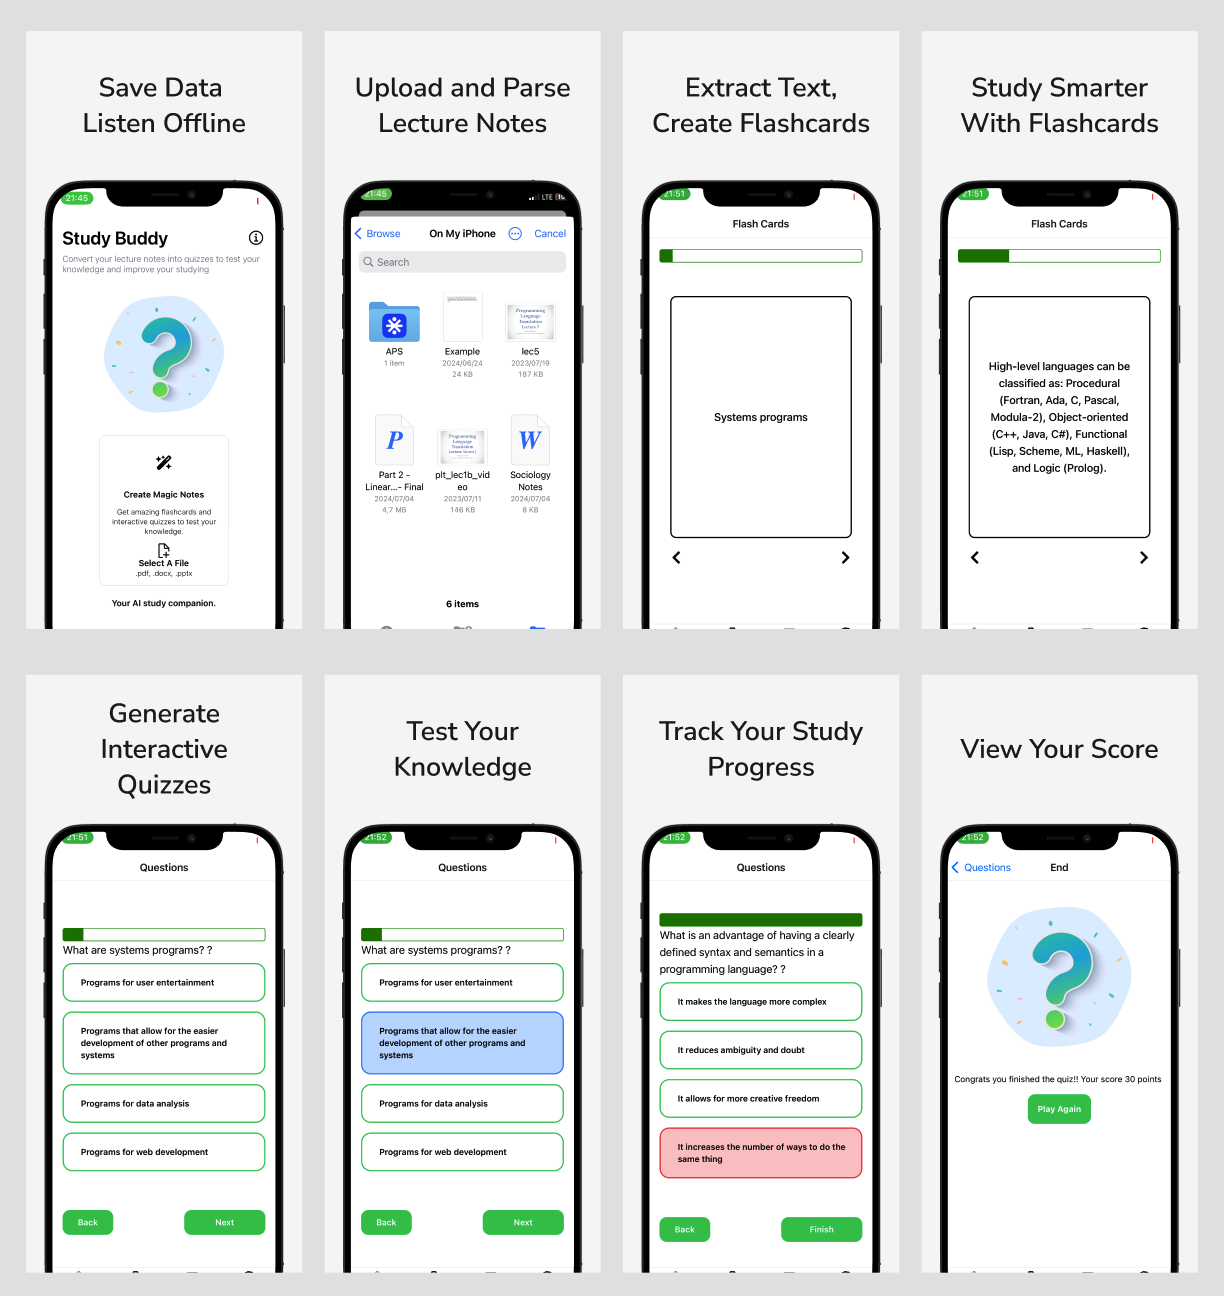 Save Data
Listen Offline
21:45
Study Buddy
Convert your lecture notes into quizzes to test your
knowledge and improve your studying
Create Magic Notes
Get amazing flashcards and
interactive quizzes to test your
knowledge.
Select A File
.pdf, .docx, .pptx
Your AI study companion.
Upload and Parse
Lecture Notes
21:45
LTE
Browse
On My iPhone
Cancel
Search
Programming
Language
Translation
Lecture 5
APS
Example
lec5
1 item
2024/06/24
2023/07/19
24 KB
187 KB
P
Programming
Language
Translation
W
Part 2 -
plt_lec1b_vid
Sociology
Linear...- Final
eo
Notes
2024/07/04
2023/07/11
2024/07/04
4,7 MB
146 KB
8 KB
6 items
Extract Text,
Create Flashcards
21:51
Flash Cards
Systems programs
Study Smarter
With Flashcards
21:51
Flash Cards
High-level languages can be
classified as: Procedural
(Fortran, Ada, C, Pascal,
Modula-2), Object-oriented
(C++, Java, C#), Functional
(Lisp, Scheme, ML, Haskell),
and Logic (Prolog).
Generate
Interactive
Quizzes
21:51
Questions
What are systems programs? ?
Programs for user entertainment
Programs that allow for the easier
development of other programs and
systems
Programs for data analysis
Programs for web development
Back
Next
Test Your
Knowledge
21:52
Questions
What are systems programs? ?
Programs for user entertainment
Programs that allow for the easier
development of other programs and
systems
Programs for data analysis
Programs for web development
Back
Next
Track Your Study
Progress
21:52
Questions
What is an advantage of having a clearly
defined syntax and semantics in a
programming language? ?
It makes the language more complex
It reduces ambiguity and doubt
It allows for more creative freedom
It increases the number of ways to do the
same thing
Back
Finish
View Your Score
21:52
Questions
End
Congrats you finished the quiz!! Your score 30 points
Play Again